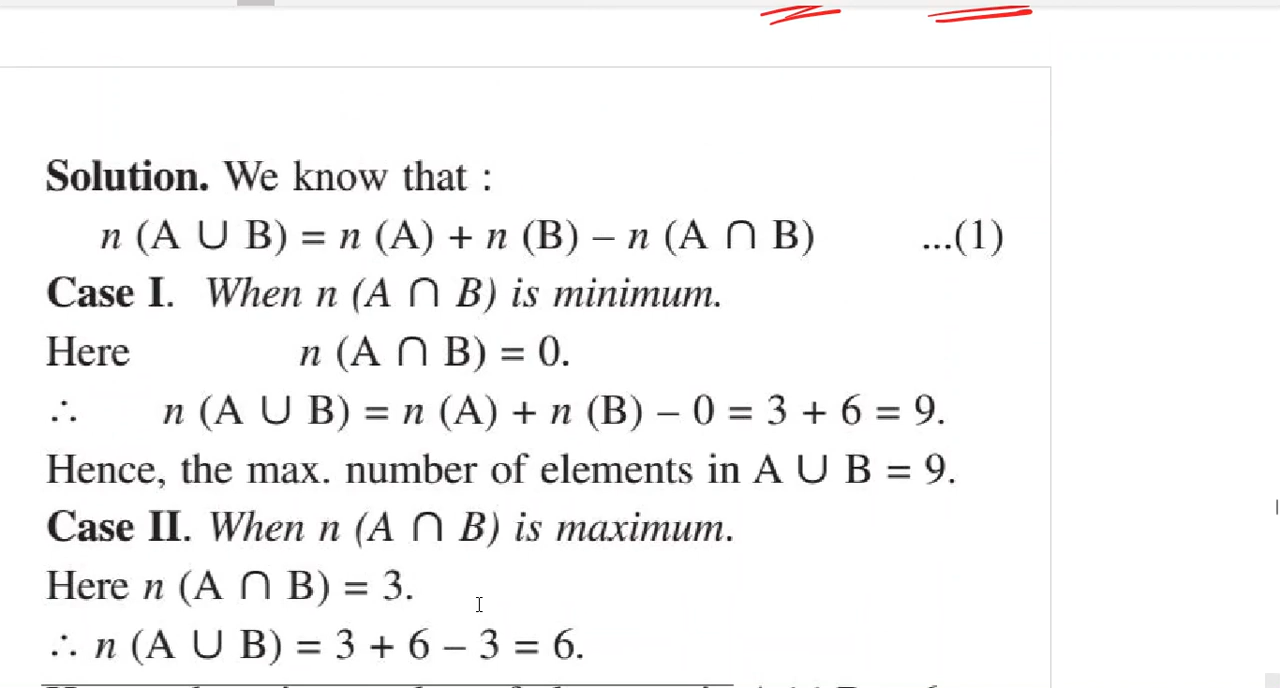 Solution. We know that :
n (A ∪ B) = n (A) + n (B) – n (A ∩ B) ...(1)
Case I. When n (A ∩ B) is minimum.
Here n (A ∩ B) = 0.
∴ n (A ∪ B) = n (A) + n (B) – 0 = 3 + 6 = 9.
Hence, the max. number of elements in A ∪ B = 9.
Case II. When n (A ∩ B) is maximum.
Here n (A ∩ B) = 3.
∴ n (A ∪ B) = 3 + 6 – 3 = 6.